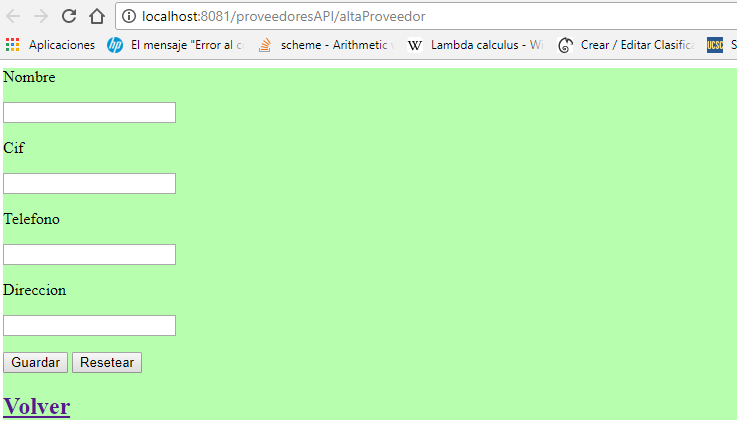 localhost:8081/proveedoresAPI/altaProveedor
Aplicaciones El mensaje "Error al scheme - Arithmetic W Lambda calculus - Wi Crear / Editar Clasific UCSC S
Nombre
Cif
Telefono
Direccion
Guardar Resetear
Volver